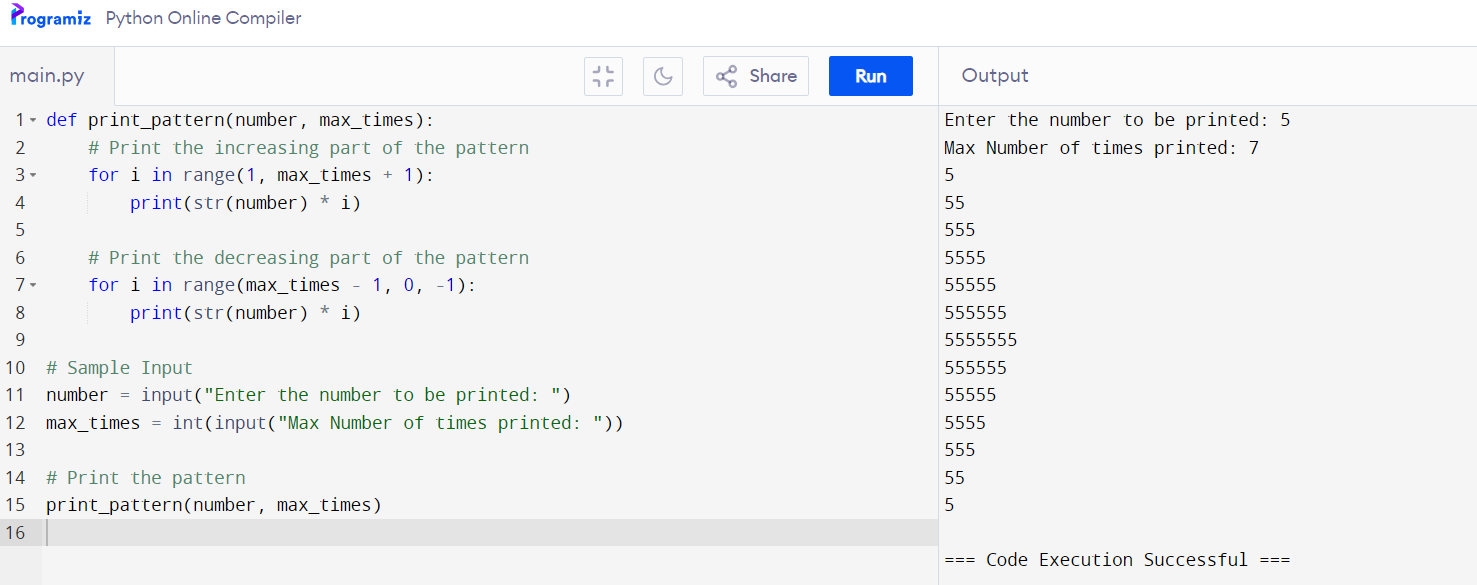 Programiz Python Online Compiler
main.py
Share
Run
Output
1 def print_pattern(number, max_times):
2     # Print the increasing part of the pattern
3     for i in range(1, max_times + 1):
4         print(str(number) * i)
5
6     # Print the decreasing part of the pattern
7     for i in range(max_times - 1, 0, -1):
8         print(str(number) * i)
9
10 # Sample Input
11 number = input("Enter the number to be printed: ")
12 max_times = int(input("Max Number of times printed: "))
13
14 # Print the pattern
15 print_pattern(number, max_times)
16
Enter the number to be printed: 5
Max Number of times printed: 7
5
55
555
5555
55555
555555
5555555
555555
55555
5555
555
55
5
=== Code Execution Successful ===